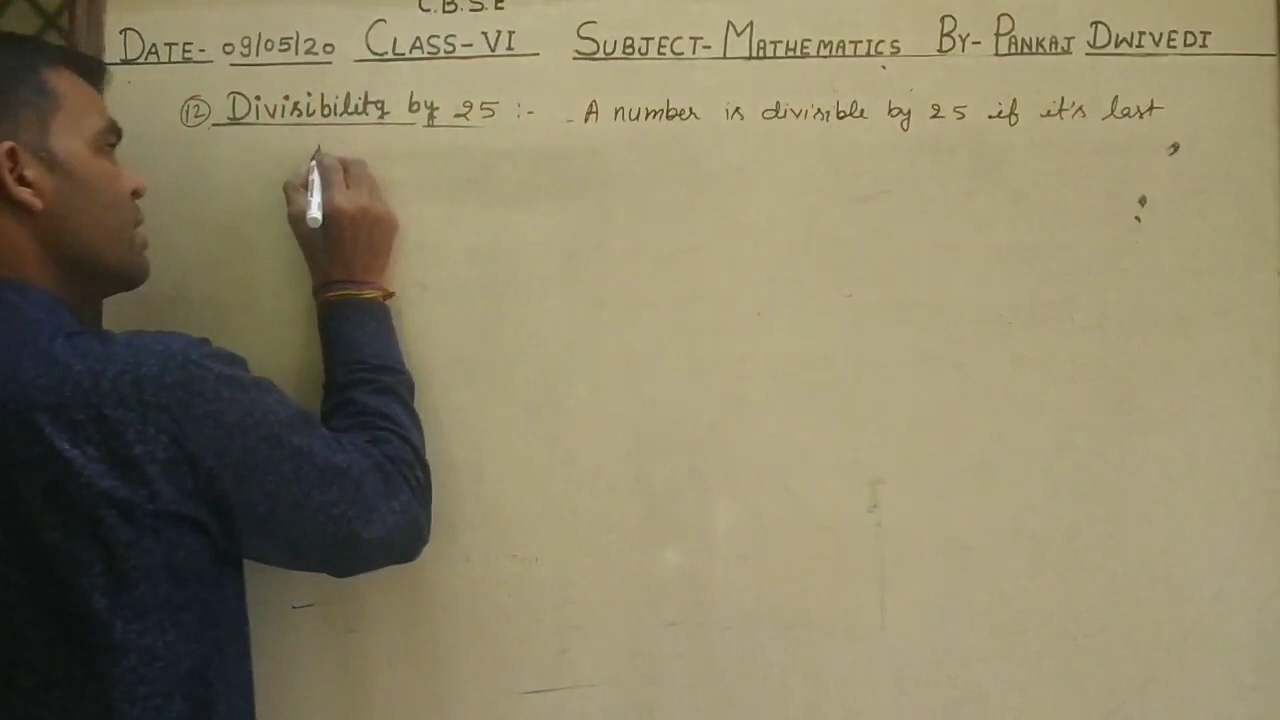 C.B.S.E
DATE- 09/05/20 CLASS-VI SUBJECT- MATHEMATICS BY- PANKAJ DWIVEDI
(12) Divisibility by 25 :- A number is divisible by 25 if it's last